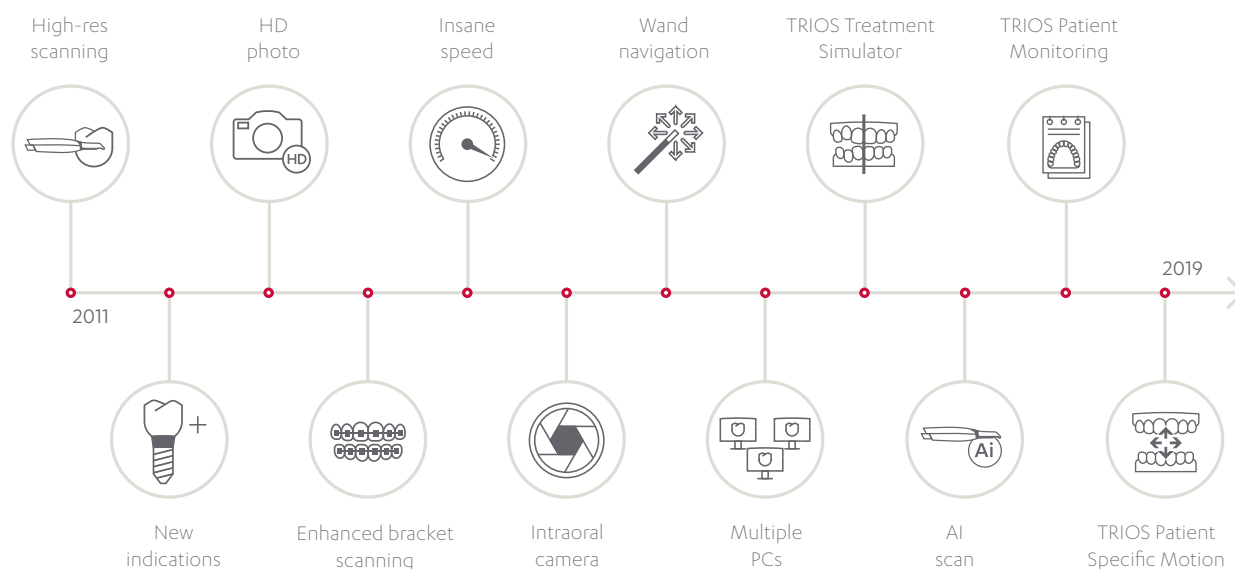 High-res
scanning
HD
photo
Insane
speed
Wand
navigation
TRIOS Treatment
Simulator
TRIOS Patient
Monitoring
HD
2019
2011
+
Ai
New
indications
Enhanced bracket
scanning
Intraoral
camera
Multiple
PCs
AI
scan
TRIOS Patient
Specific Motion